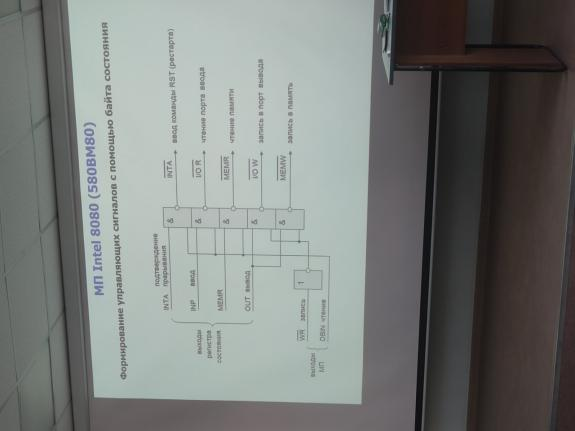 МП Intel 8080 (580ВМ80)
Формирование управляющих сигналов с помощью байта состояния
подтверждение
прерывания
INTA
&
INTA
ввод команды RST (рестарта)
INP ввод
&
I/O R
чтение порта ввода
выходы
регистра
состояния
MEMR
&
MEMR
чтение памяти
OUT вывод
&
I/O W
запись в порт вывода
&
MEMW
запись в память
выходы
МП
WR запись
1
DBIN чтение